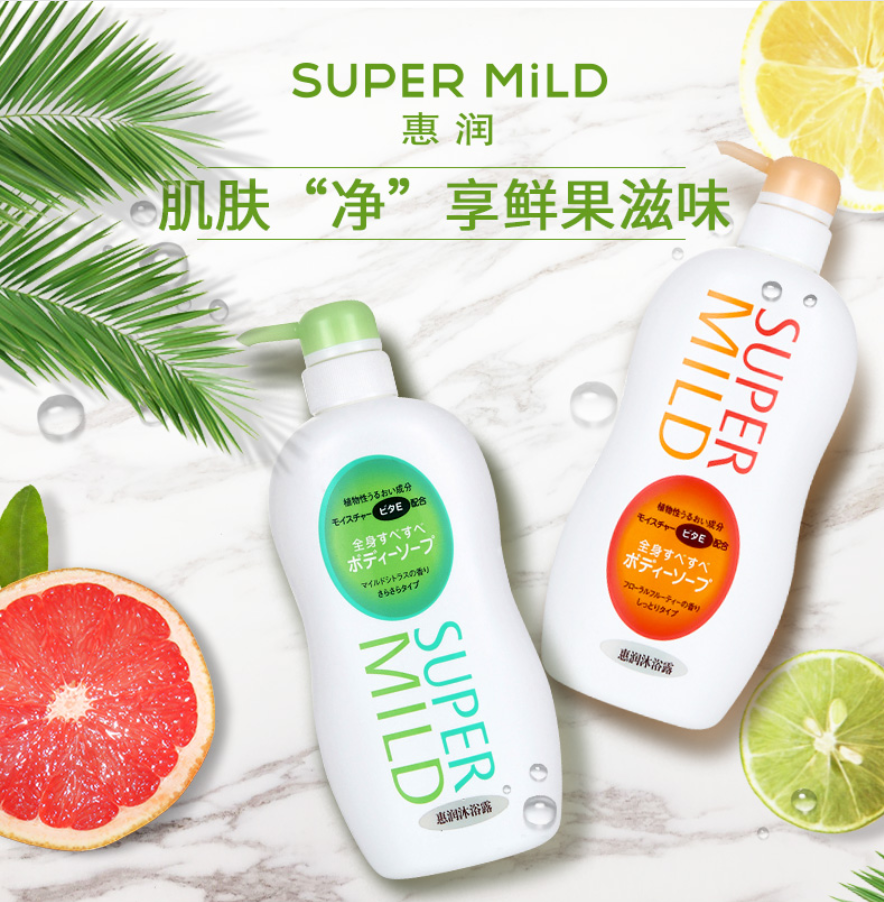 SUPER MiLD
惠润
肌肤“净”享鲜果滋味
植物性うるおい成分
モイスチャー ビタE 配合
全身すべすべ
ボディーソープ
マイルドシトラスの香り
さらさらタイプ
SUPER
MILD
惠润沐浴露
SUPER
MILD
植物性うるおい成分
モイスチャー ビタE 配合
全身すべすべ
ボディーソープ
フローラルフルーティーの香り
しっとりタイプ
惠润沐浴露